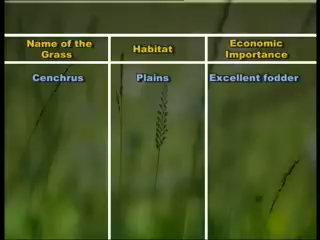 Name of the
Grass
Habitat
Economic
Importance
Cenchrus
Plains
Excellent fodder